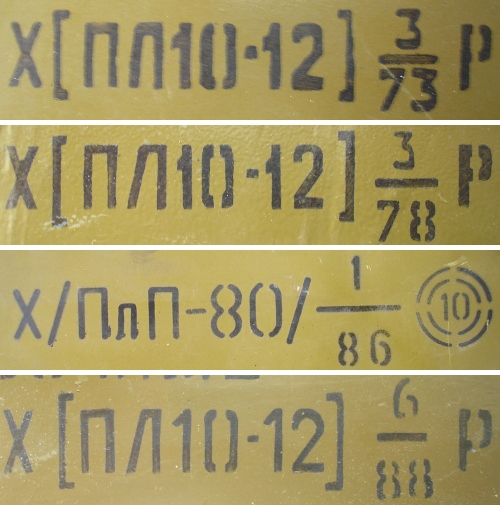 Х[ПЛ10-12] 3/73 Р
Х[ПЛ10-12] 3/78 Р
Х/ПлП-80/ 1/86 10
Х[ПЛ10-12] 6/88 Р